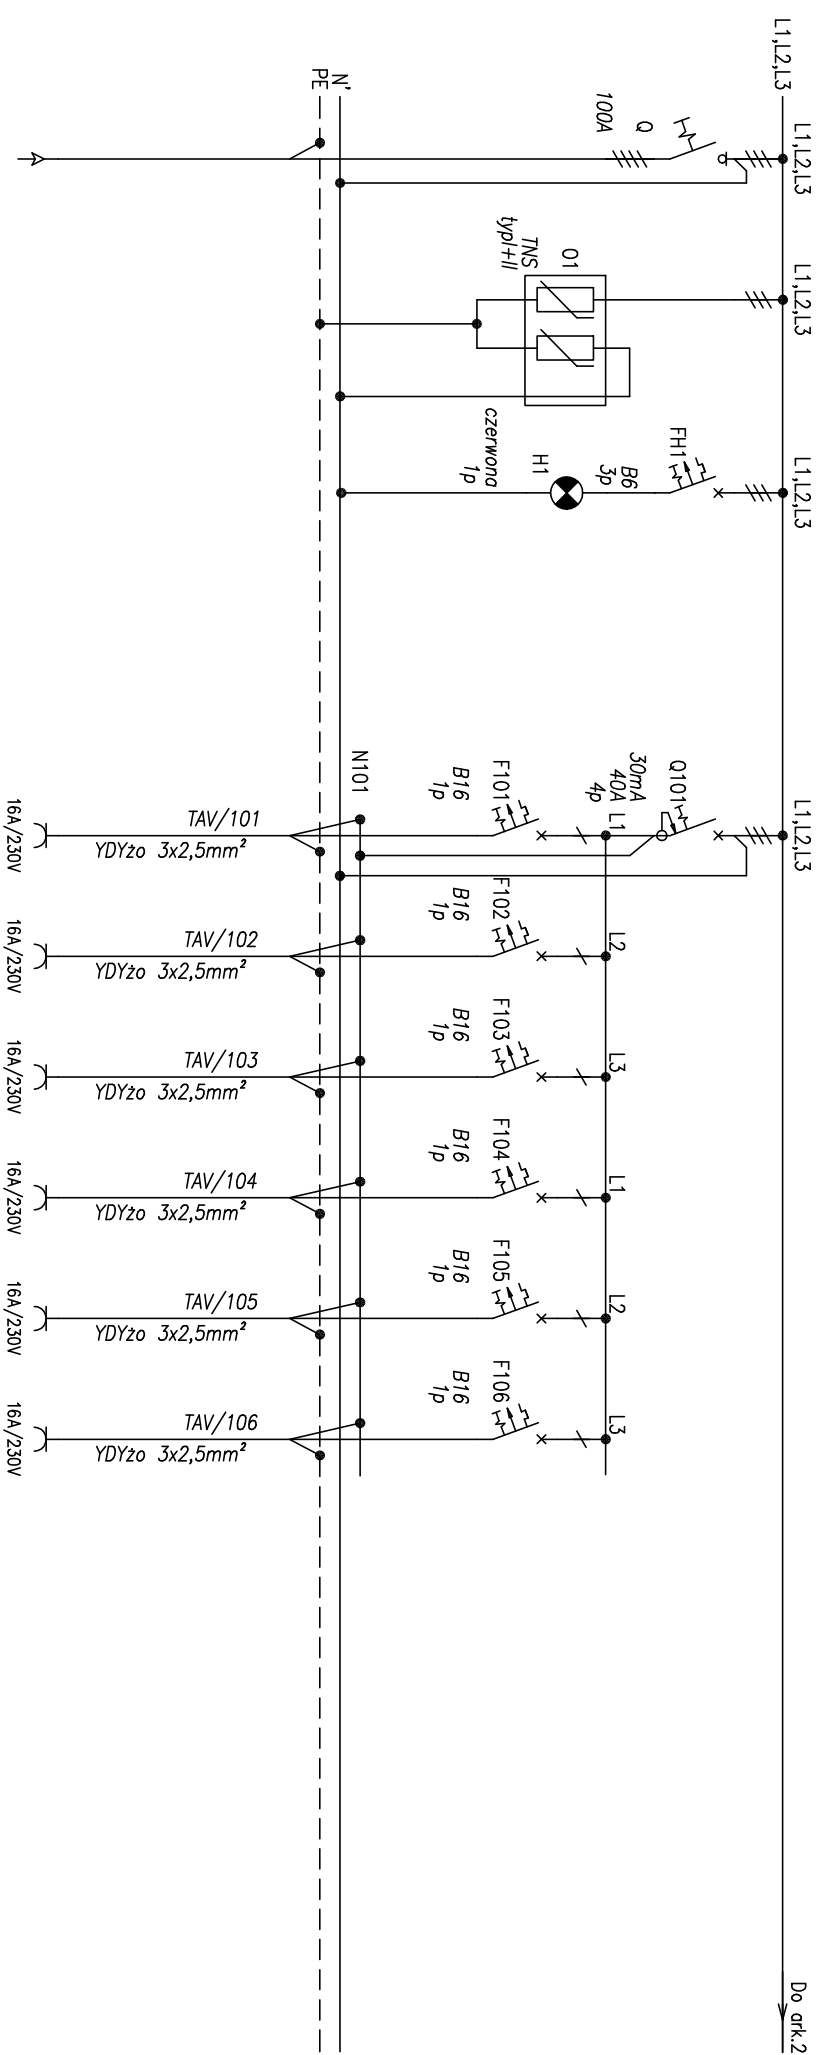 L1,L2,L3
L1,L2,L3
Q
100A
N'
PE
L1,L2,L3
O1
TNS
typI+II
L1,L2,L3
FH1
B6
3p
H1
czerwona
1p
L1,L2,L3
Q101
30mA
40A
4p
N101
L1
F101
B16
1p
TAV/101
YDYżo 3x2,5mm²
16A/230V
L2
F102
B16
1p
TAV/102
YDYżo 3x2,5mm²
16A/230V
L3
F103
B16
1p
TAV/103
YDYżo 3x2,5mm²
16A/230V
L1
F104
B16
1p
TAV/104
YDYżo 3x2,5mm²
16A/230V
L2
F105
B16
1p
TAV/105
YDYżo 3x2,5mm²
16A/230V
L3
F106
B16
1p
TAV/106
YDYżo 3x2,5mm²
16A/230V
Do ark.2